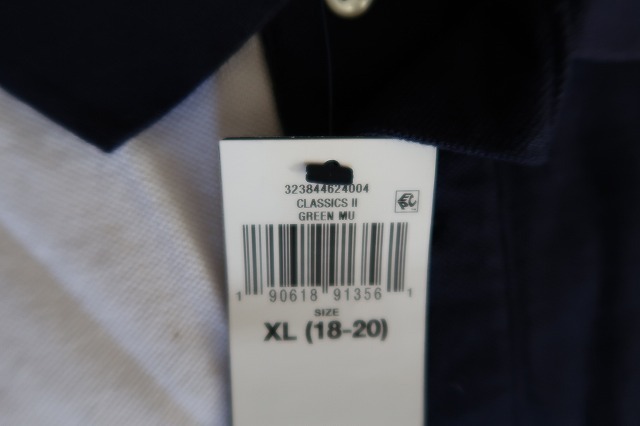 323844624004
CLASSICS II
GREEN MU
1 90618 91356 1
SIZE
XL (18-20)